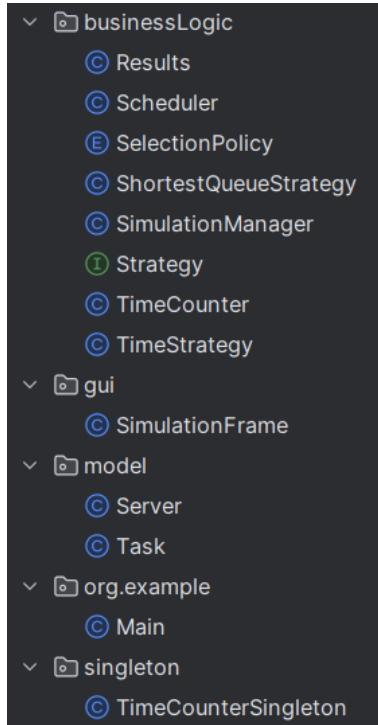 businessLogic
C Results
C Scheduler
E SelectionPolicy
C ShortestQueueStrategy
C SimulationManager
I Strategy
C TimeCounter
C TimeStrategy
gui
C SimulationFrame
model
C Server
C Task
org.example
C Main
singleton
C TimeCounterSingleton